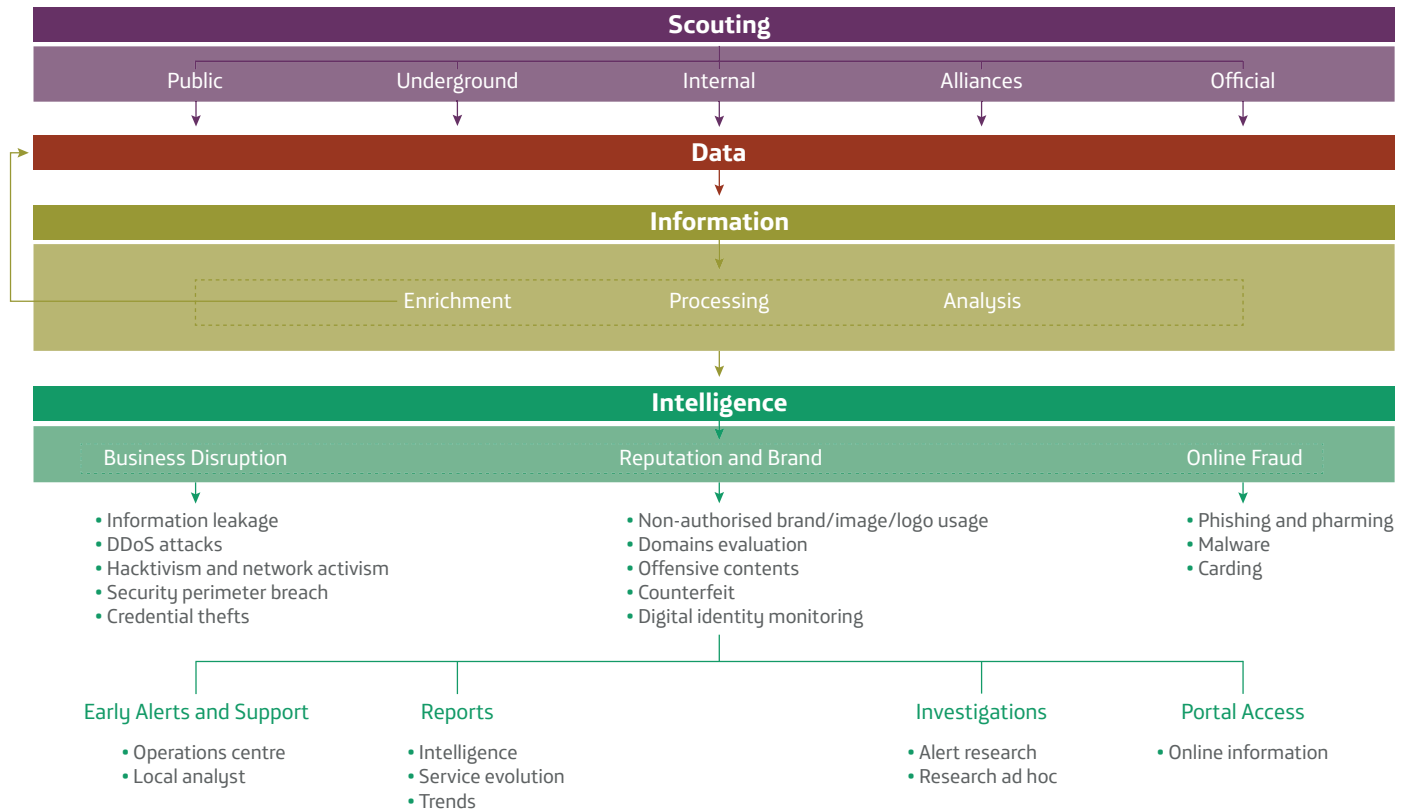 Scouting
Public Underground Internal Alliances Official
Data
Information
Enrichment Processing Analysis
Intelligence
Business Disruption Reputation and Brand Online Fraud
• Information leakage
• DDoS attacks
• Hacktivism and network activism
• Security perimeter breach
• Credential thefts
• Non-authorised brand/image/logo usage
• Domains evaluation
• Offensive contents
• Counterfeit
• Digital identity monitoring
• Phishing and pharming
• Malware
• Carding
Early Alerts and Support
• Operations centre
• Local analyst
Reports
• Intelligence
• Service evolution
• Trends
Investigations
• Alert research
• Research ad hoc
Portal Access
• Online information